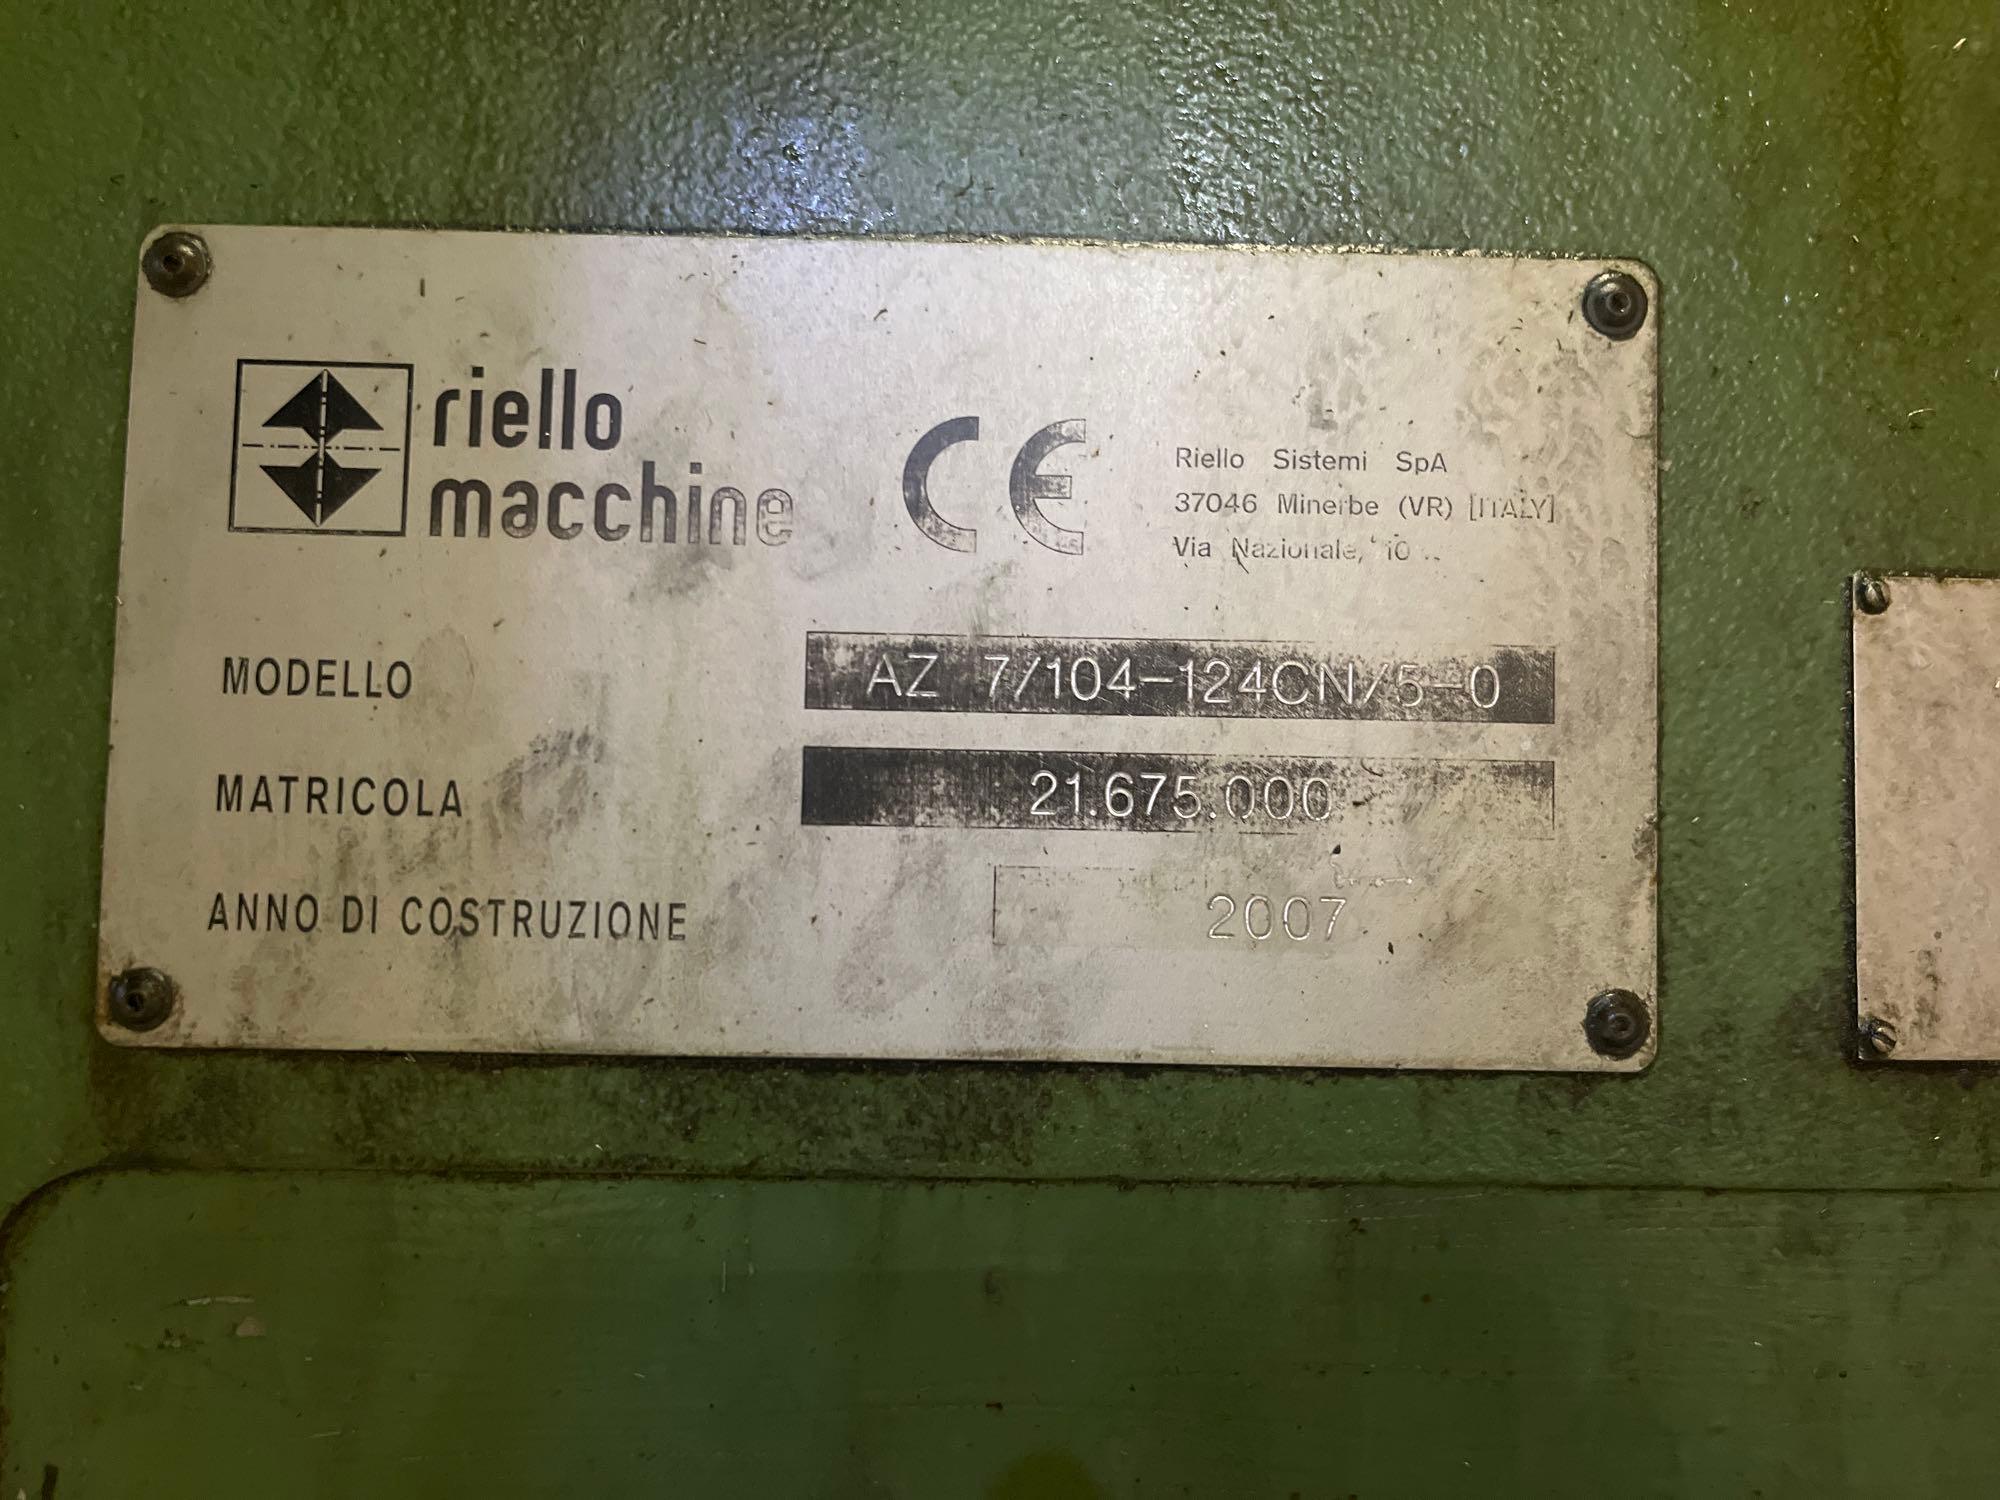 riello
macchine
CE
Riello Sistemi SpA
37046 Minerbe (VR) [ITALY]
Via Nazionale, 10
MODELLO AZ 7/104-124CN/5-0
MATRICOLA 21.675.000
ANNO DI COSTRUZIONE 2007